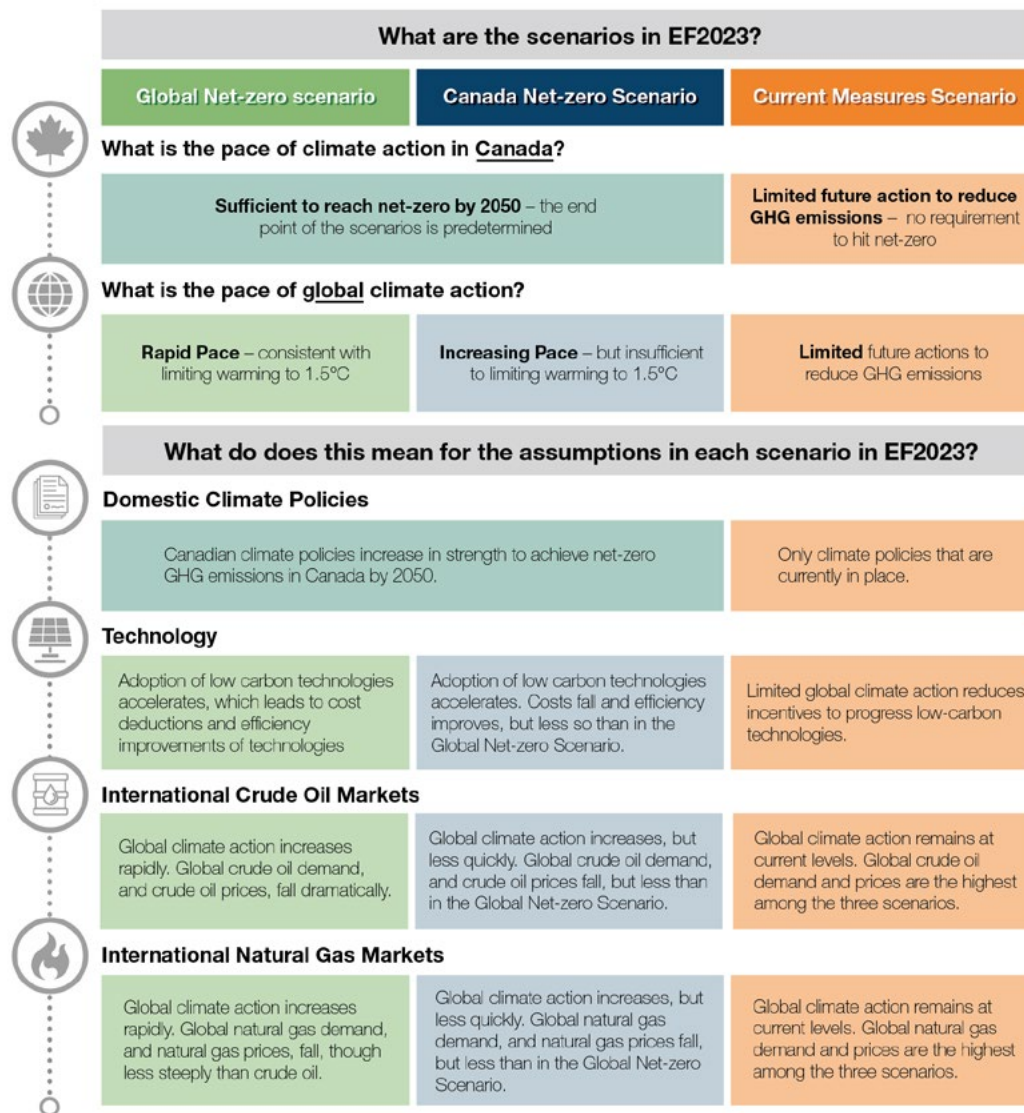 What are the scenarios in EF2023?
Global Net-zero scenario
Canada Net-zero Scenario
Current Measures Scenario
What is the pace of climate action in Canada?
Sufficient to reach net-zero by 2050 – the end
point of the scenarios is predetermined
Limited future action to reduce
GHG emissions – no requirement
to hit net-zero
What is the pace of global climate action?
Rapid Pace – consistent with
limiting warming to 1.5°C
Increasing Pace – but insufficient
to limiting warming to 1.5°C
Limited future actions to
reduce GHG emissions
What do does this mean for the assumptions in each scenario in EF2023?
Domestic Climate Policies
Canadian climate policies increase in strength to achieve net-zero
GHG emissions in Canada by 2050.
Only climate policies that are
currently in place.
Technology
Adoption of low carbon technologies
accelerates, which leads to cost
deductions and efficiency
improvements of technologies
Adoption of low carbon technologies
accelerates. Costs fall and efficiency
improves, but less so than in the
Global Net-zero Scenario.
Limited global climate action reduces
incentives to progress low-carbon
technologies.
International Crude Oil Markets
Global climate action increases
rapidly. Global crude oil demand,
and crude oil prices, fall dramatically.
Global climate action increases, but
less quickly. Global crude oil demand,
and crude oil prices fall, but less than
in the Global Net-zero Scenario.
Global climate action remains at
current levels. Global crude oil
demand and prices are the highest
among the three scenarios.
International Natural Gas Markets
Global climate action increases
rapidly. Global natural gas demand,
and natural gas prices, fall, though
less steeply than crude oil.
Global climate action increases, but
less quickly. Global natural gas
demand, and natural gas prices fall,
but less than in the Global Net-zero
Scenario.
Global climate action remains at
current levels. Global natural gas
demand and prices are the highest
among the three scenarios.